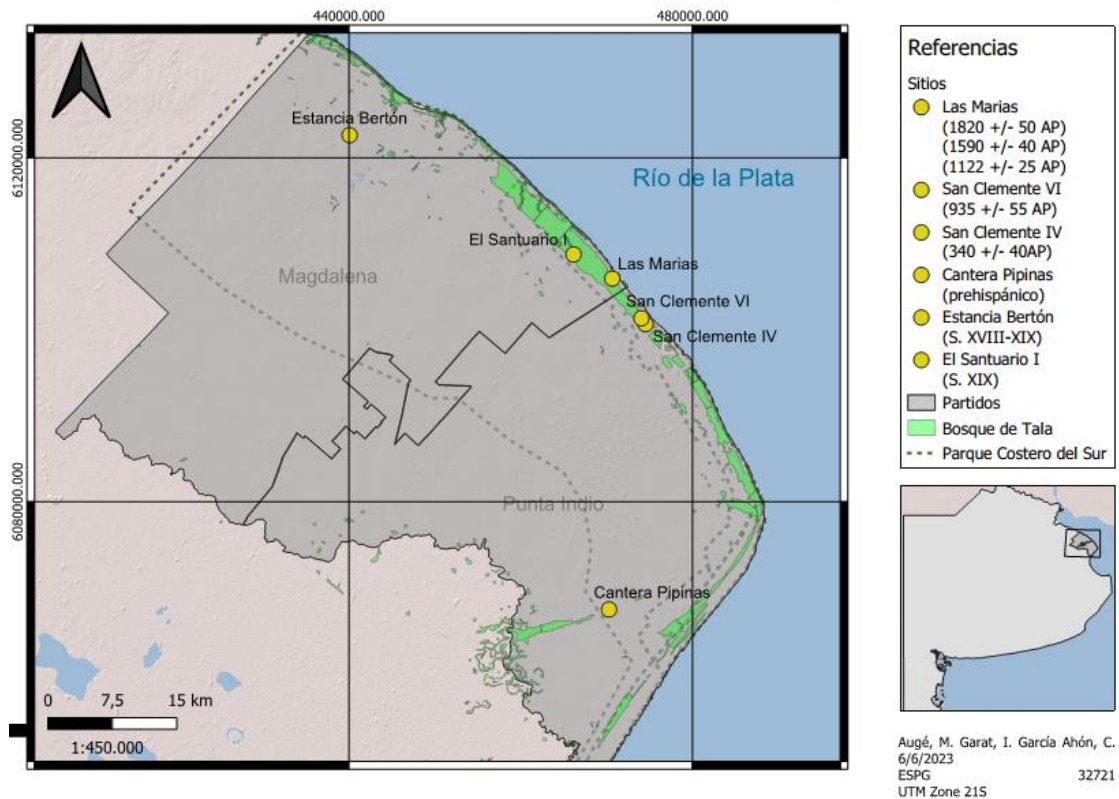 440000.000
480000.000
6120000.000
6080000.000
Estancia Bertón
Río de la Plata
El Santuario I
Las Marias
Magdalena
San Clemente VI
San Clemente IV
Punta Indio
Cantera Pipinas
0 7,5 15 km
1:450.000
Referencias
Sitios
Las Marias
(1820 +/- 50 AP)
(1590 +/- 40 AP)
(1122 +/- 25 AP)
San Clemente VI
(935 +/- 55 AP)
San Clemente IV
(340 +/- 40AP)
Cantera Pipinas
(prehispánico)
Estancia Bertón
(S. XVIII-XIX)
El Santuario I
(S. XIX)
Partidos
Bosque de Tala
Parque Costero del Sur
Augé, M. Garat, I. García Ahón, C.
6/6/2023
ESPG 32721
UTM Zone 21S